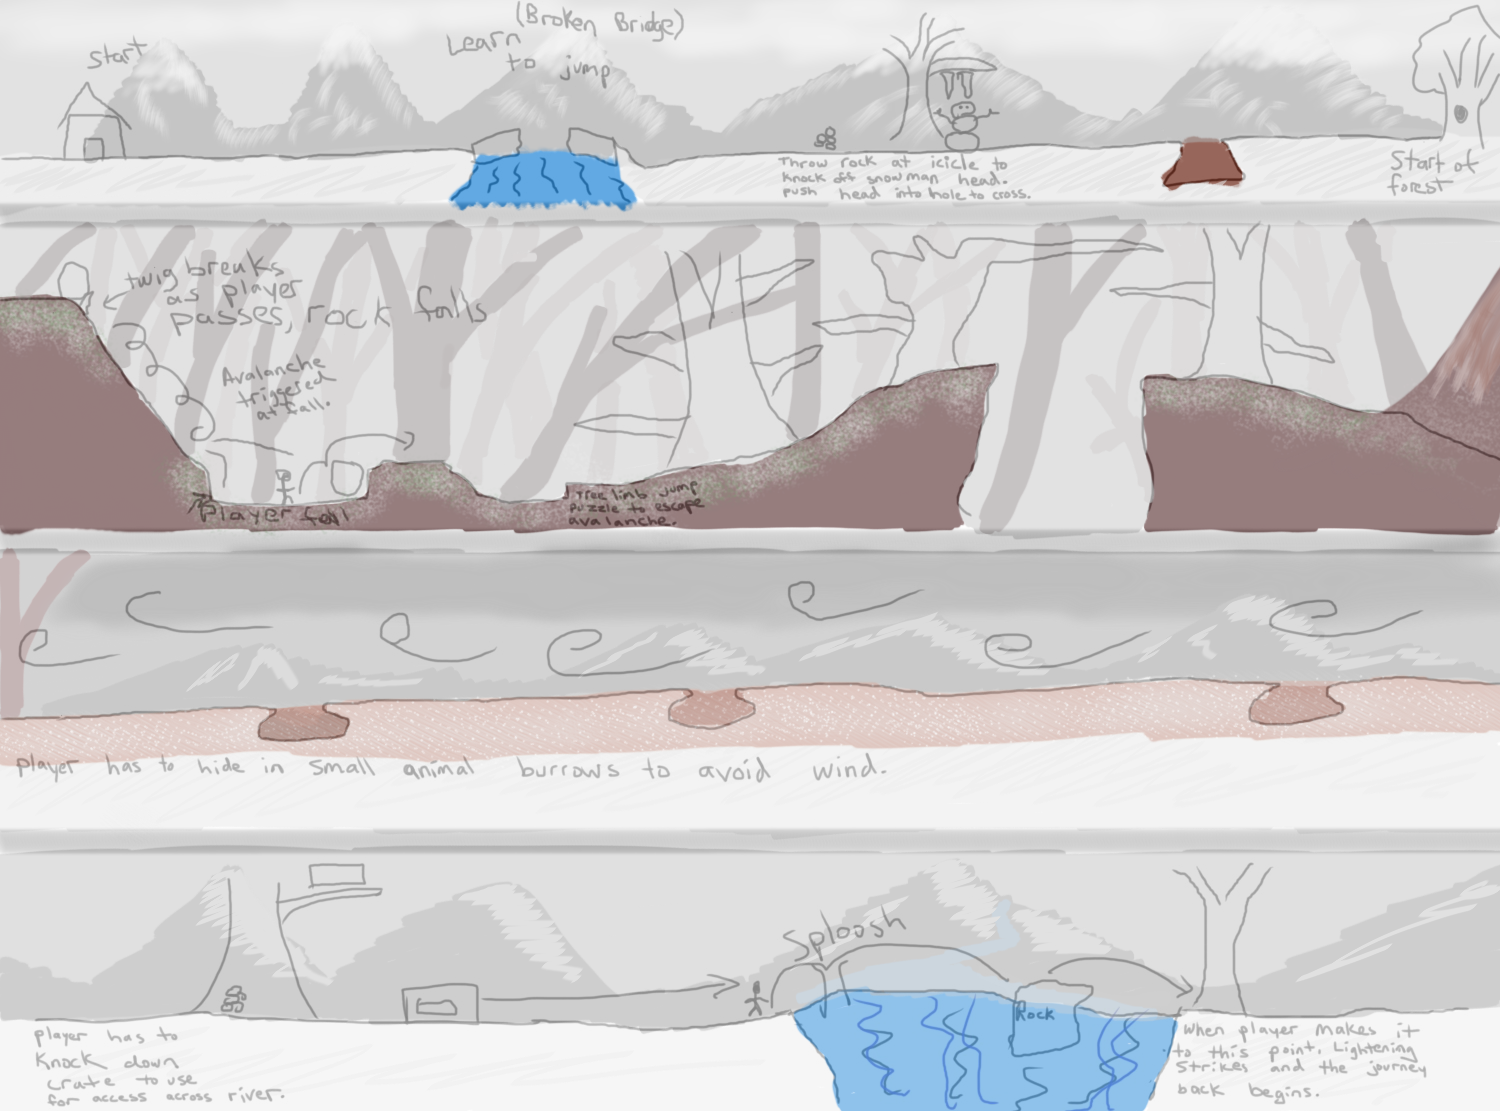 start
(Broken Bridge)
Learn
to jump
Throw rock at icicle to
knock off snowman head.
push head into hole to cross.
Start of
forest
twig breaks
as player
passes, rock falls
Avalanche
triggered
at fall.
Player fall
Tree limb jump
puzzle to escape
avalanche.
player has to hide in small animal burrows to avoid wind.
Sploosh
Rock
player has to
knock down
crate to use
for access across river.
When player makes it
to this point, Lightening
Strikes and the journey
back begins.